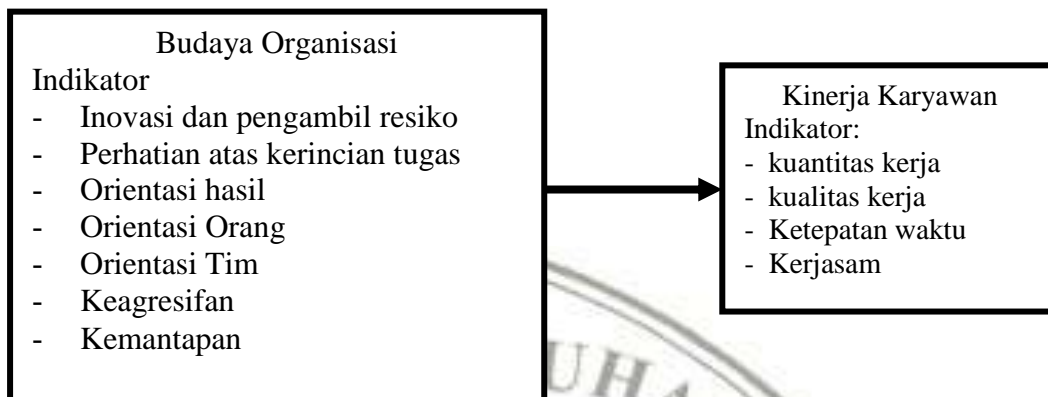 Budaya Organisasi
Indikator
- Inovasi dan pengambil resiko
- Perhatian atas kerincian tugas
- Orientasi hasil
- Orientasi Orang
- Orientasi Tim
- Keagresifan
- Kemantapan
Kinerja Karyawan
Indikator:
- kuantitas kerja
- kualitas kerja
- Ketepatan waktu
- Kerjasam
UHA